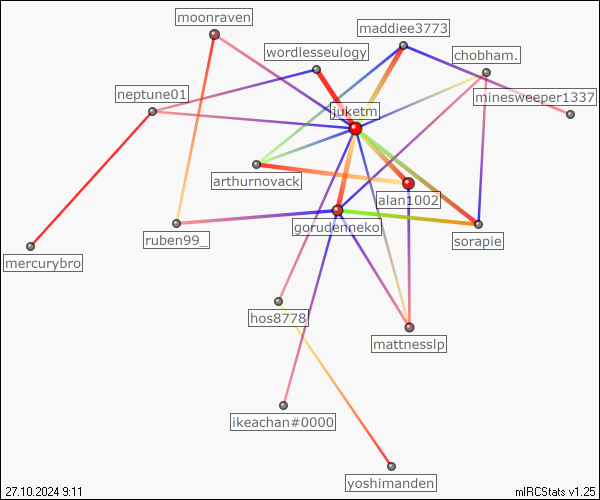 moonraven
maddiee3773
wordlesseulogy
chobham.
neptune01
minesweeper1337
juketm
arthurnovack
alan1002
gorudenneko
ruben99_
sorapie
mercurybro
hos8778
mattnesslp
ikeachan#0000
yoshimanden
27.10.2024 9:11
mIRCStats v1.25